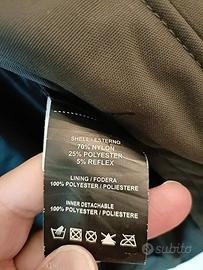 SHELL / ESTERNO
70% NYLON
25% POLYESTER
5% REFLEX
LINING / FODERA
100% POLYESTER / POLIESTERE
INNER DETACHABLE
100% POLYESTER / POLIESTERE
subito